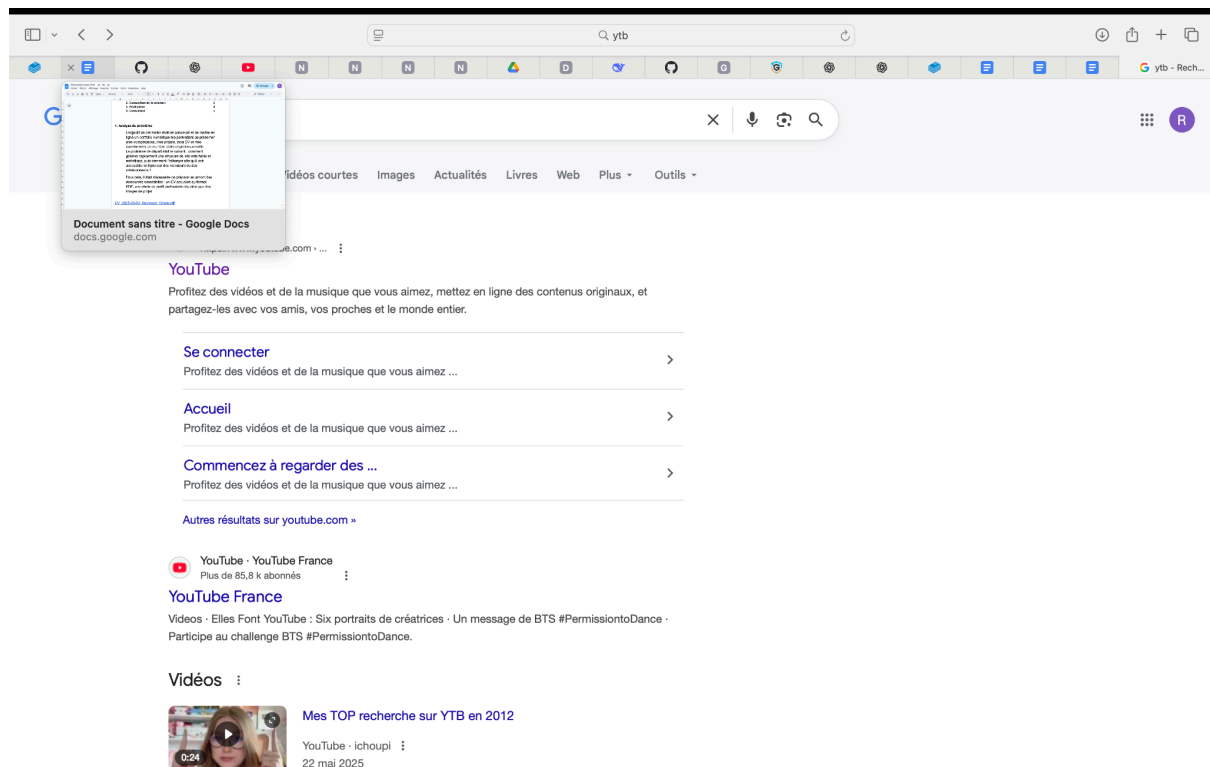 ytb
ytb - Rech...
G
R
Vidéos courtes Images Actualités Livres Web Plus Outils
1. Analyse du problème
Document sans titre - Google Docs
docs.google.com
YouTube
Profitez des vidéos et de la musique que vous aimez, mettez en ligne des contenus originaux, et
partagez-les avec vos amis, vos proches et le monde entier.
Se connecter
Profitez des vidéos et de la musique que vous aimez ...
Accueil
Profitez des vidéos et de la musique que vous aimez ...
Commencez à regarder des ...
Profitez des vidéos et de la musique que vous aimez ...
Autres résultats sur youtube.com »
YouTube · YouTube France
Plus de 85,8 k abonnés
YouTube France
Videos · Elles Font YouTube : Six portraits de créatrices · Un message de BTS #PermissiontoDance ·
Participe au challenge BTS #PermissiontoDance.
Vidéos
Mes TOP recherche sur YTB en 2012
YouTube · ichoupi
0:24
22 mai 2025